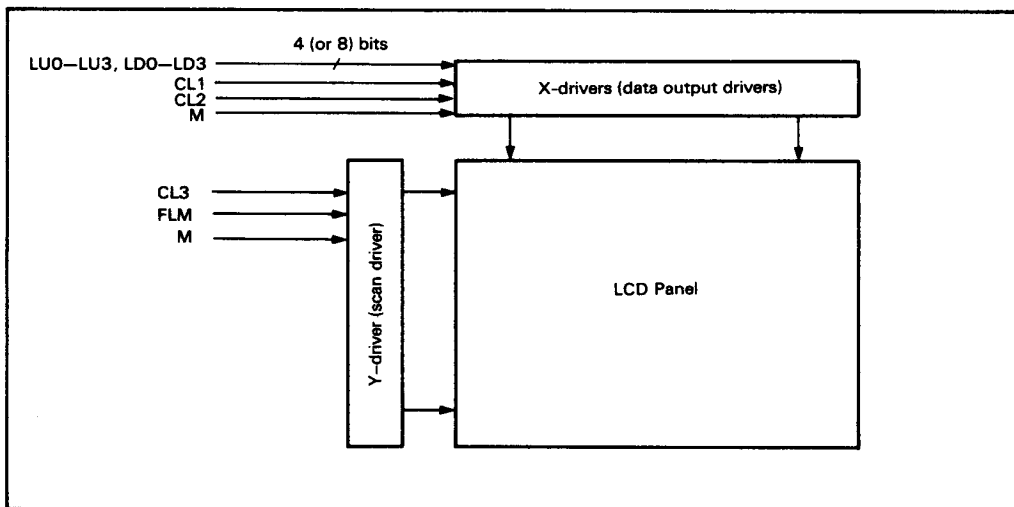 4 (or 8) bits
LU0–LU3, LD0–LD3
CL1
CL2
M
X-drivers (data output drivers)
CL3
FLM
M
Y-driver (scan driver)
LCD Panel